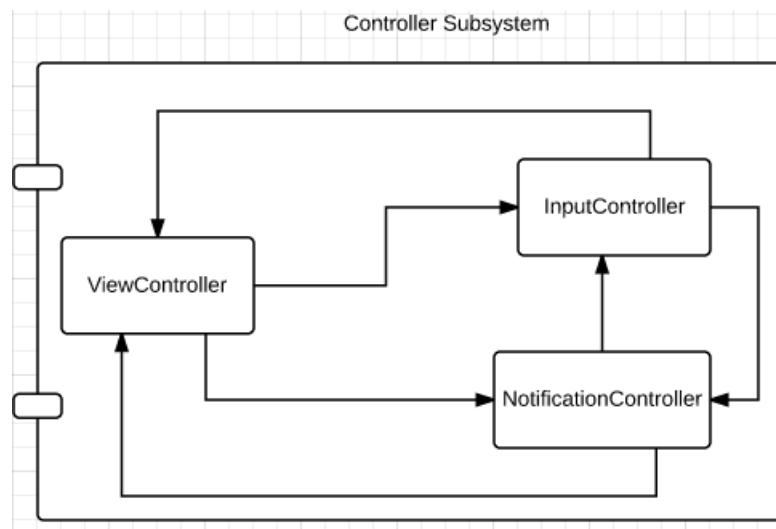 Controller Subsystem
InputController
ViewController
NotificationController